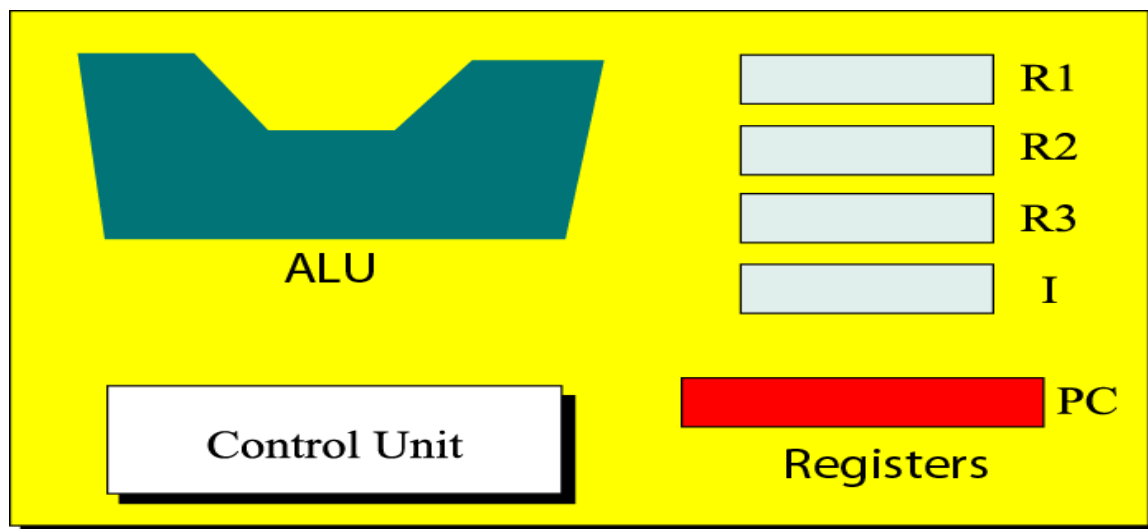 ALU
Control Unit
R1
R2
R3
I
PC
Registers